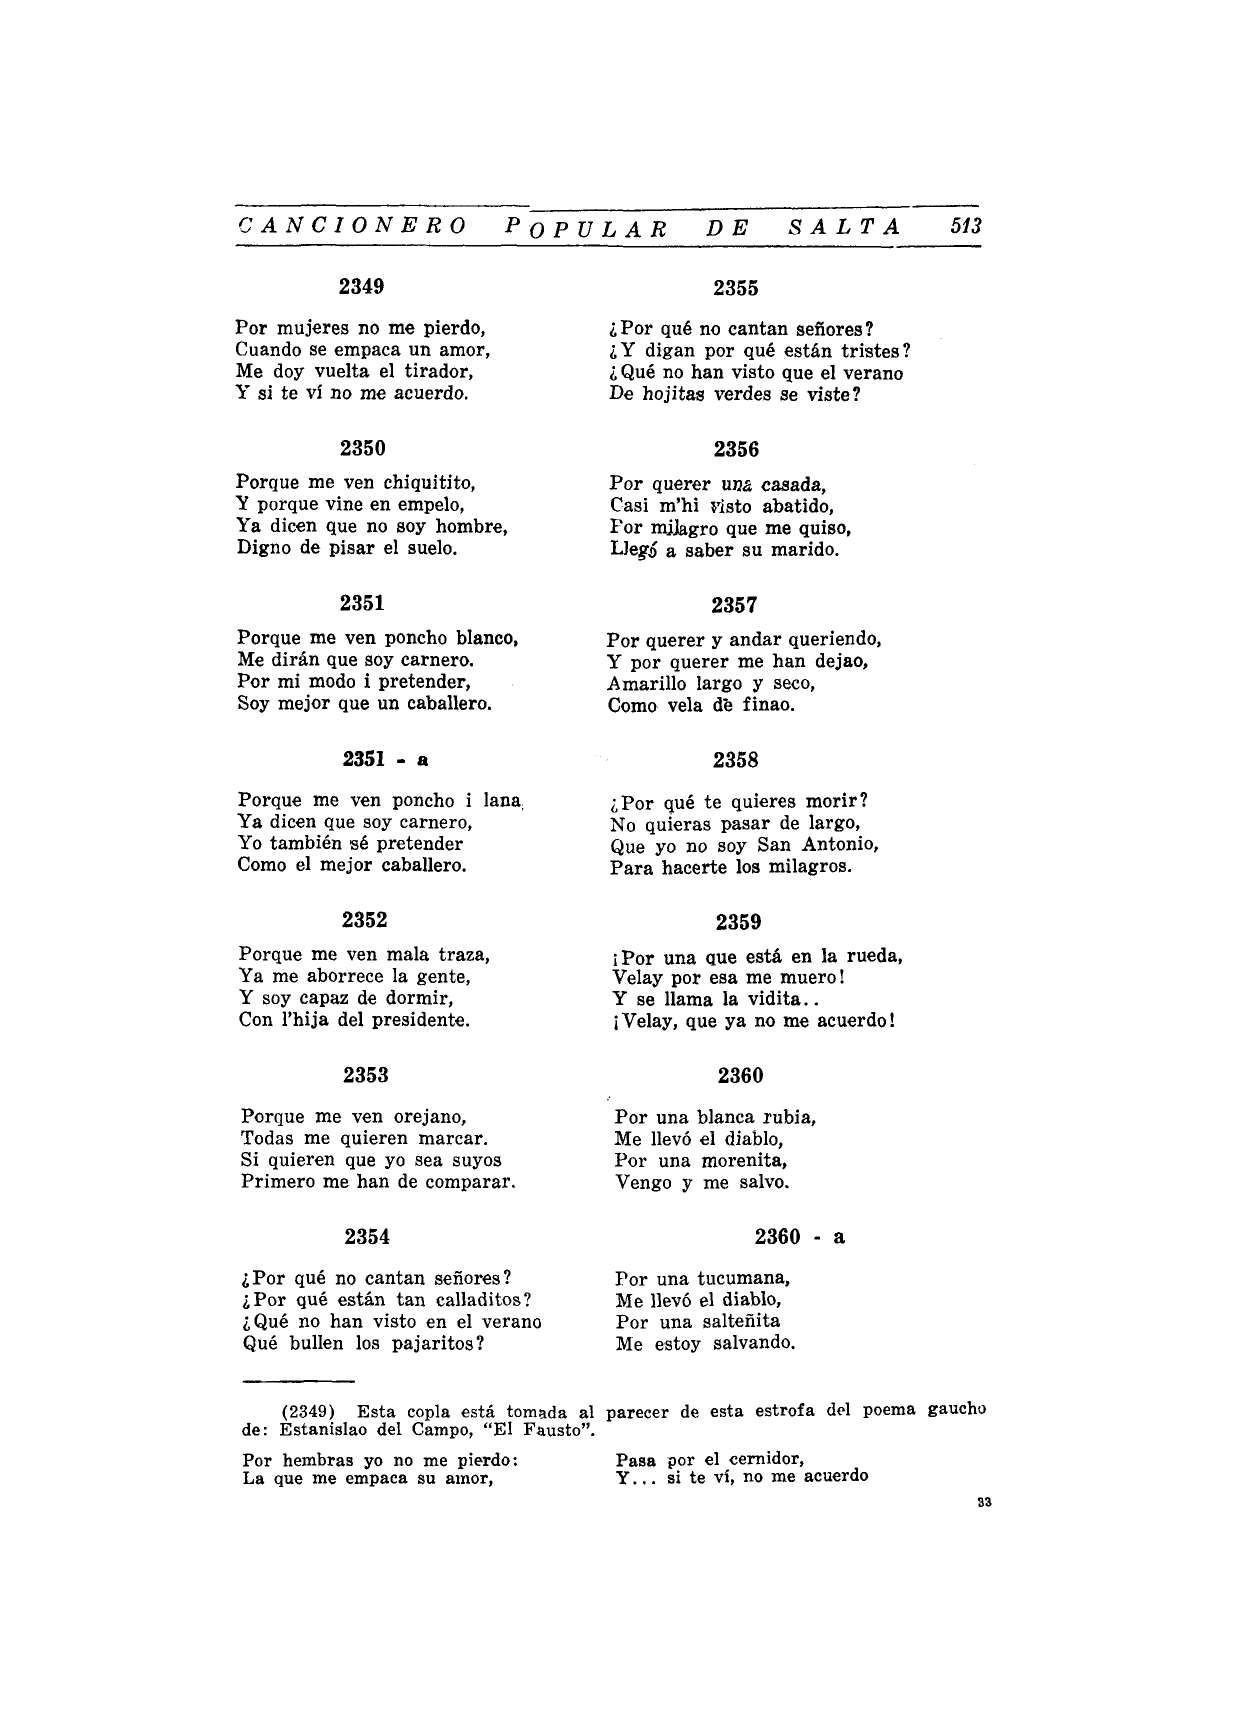 CANCIONERO POPULAR DE SALTA 513
2349
Por mujeres no me pierdo,
Cuando se empaca un amor,
Me doy vuelta el tirador,
Y si te ví no me acuerdo.
2350
Porque me ven chiquitito,
Y porque vine en empelo,
Ya dicen que no soy hombre,
Digno de pisar el suelo.
2351
Porque me ven poncho blanco,
Me dirán que soy carnero.
Por mi modo i pretender,
Soy mejor que un caballero.
2351 - a
Porque me ven poncho i lana,
Ya dicen que soy carnero,
Yo también sé pretender
Como el mejor caballero.
2352
Porque me ven mala traza,
Ya me aborrece la gente,
Y soy capaz de dormir,
Con l'hija del presidente.
2353
Porque me ven orejano,
Todas me quieren marcar.
Si quieren que yo sea suyos
Primero me han de comparar.
2354
¿Por qué no cantan señores?
¿Por qué están tan calladitos?
¿Qué no han visto en el verano
Qué bullen los pajaritos?
2355
¿Por qué no cantan señores?
¿Y digan por qué están tristes?
¿Qué no han visto que el verano
De hojitas verdes se viste?
2356
Por querer una casada,
Casi m'hi visto abatido,
Por milagro que me quiso,
Llegó a saber su marido.
2357
Por querer y andar queriendo,
Y por querer me han dejao,
Amarillo largo y seco,
Como vela de finao.
2358
¿Por qué te quieres morir?
No quieras pasar de largo,
Que yo no soy San Antonio,
Para hacerte los milagros.
2359
¡Por una que está en la rueda,
Velay por esa me muero!
Y se llama la vidita..
¡Velay, que ya no me acuerdo!
2360
Por una blanca rubia,
Me llevó el diablo,
Por una morenita,
Vengo y me salvo.
2360 - a
Por una tucumana,
Me llevó el diablo,
Por una salteñita
Me estoy salvando.
(2349) Esta copla está tomada al parecer de esta estrofa del poema gaucho
de: Estanislao del Campo, “El Fausto”.
Por hembras yo no me pierdo:
La que me empaca su amor,
Pasa por el cernidor,
Y... si te ví, no me acuerdo
33